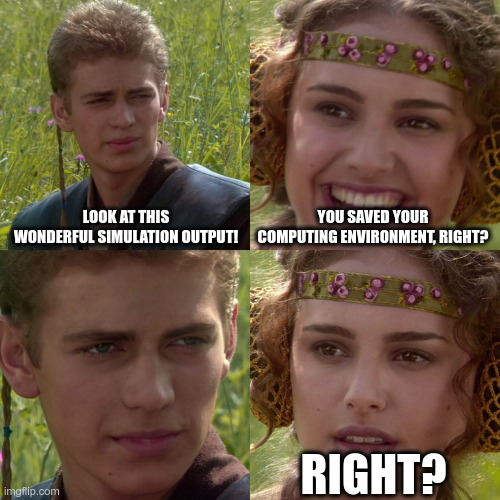 LOOK AT THIS
WONDERFUL SIMULATION OUTPUT!
YOU SAVED YOUR
COMPUTING ENVIRONMENT, RIGHT?
RIGHT?
imgflip.com